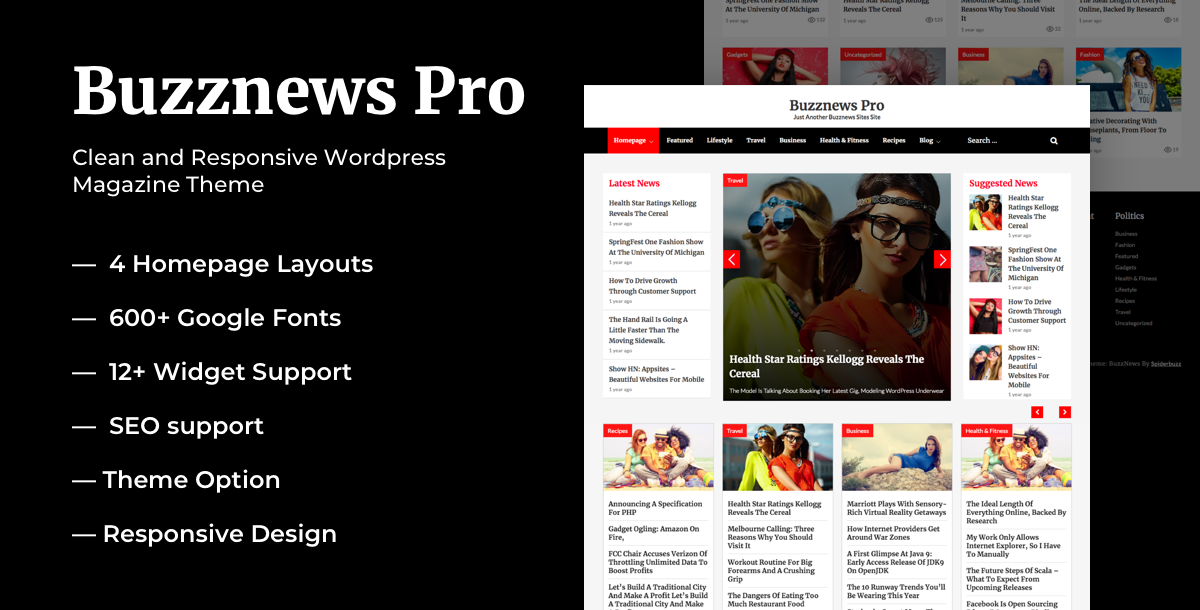 Buzznews Pro
Clean and Responsive Wordpress
Magazine Theme
— 4 Homepage Layouts
— 600+ Google Fonts
— 12+ Widget Support
— SEO support
— Theme Option
— Responsive Design
At The University Of Michigan
1 year ago
132
Reveals The Cereal
1 year ago
123
Melbourne Calling: Three
Reasons Why You Should Visit
It
1 year ago
33
The Ideal Length Of Everything
Online, Backed By Research
1 year ago
18
Gadgets
Uncategorized
Business
Fashion
ative Decorating With
seplants, From Floor To
ing
ago
19
Buzznews Pro
Just Another Buzznews Sites Site
Homepage
Featured
Lifestyle
Travel
Business
Health & Fitness
Recipes
Blog
Search ...
Latest News
Health Star Ratings Kellogg
Reveals The Cereal
1 year ago
SpringFest One Fashion Show
At The University Of Michigan
1 year ago
How To Drive Growth
Through Customer Support
1 year ago
The Hand Rail Is Going A
Little Faster Than The
Moving Sidewalk.
1 year ago
Show HN: Appsites –
Beautiful Websites For Mobile
1 year ago
Travel
Health Star Ratings Kellogg Reveals The
Cereal
The Model Is Talking About Booking Her Latest Gig, Modeling WordPress Underwear
Suggested News
Health Star
Ratings Kellogg
Reveals The
Cereal
1 year ago
SpringFest One
Fashion Show At
The University Of
Michigan
1 year ago
How To Drive
Growth Through
Customer Support
1 year ago
Show HN:
Appsites –
Beautiful
Websites For
Mobile
1 year ago
t
Politics
Business
Fashion
Featured
Gadgets
Health & Fitness
Lifestyle
Recipes
Travel
Uncategorized
heme: BuzzNews By Spiderbuzz
Recipes
Announcing A Specification
For PHP
Gadget Ogling: Amazon On
Fire,
FCC Chair Accuses Verizon Of
Throttling Unlimited Data To
Boost Profits
Let's Build A Traditional City
And Make A Profit Let's Build
A Traditional City And Make
Travel
Health Star Ratings Kellogg
Reveals The Cereal
Melbourne Calling: Three
Reasons Why You Should
Visit It
Workout Routine For Big
Forearms And A Crushing
Grip
The Dangers Of Eating Too
Much Restaurant Food
Business
Marriott Plays With Sensory-
Rich Virtual Reality Getaways
How Internet Providers Get
Around War Zones
A First Glimpse At Java 9:
Early Access Release Of JDK9
On OpenJDK
The 10 Runway Trends You'll
Be Wearing This Year
Health & Fitness
The Ideal Length Of
Everything Online, Backed By
Research
My Work Only Allows
Internet Explorer, So I Have
To Manually
The Future Steps Of Scala –
What To Expect From
Upcoming Releases
Facebook Is Open Sourcing